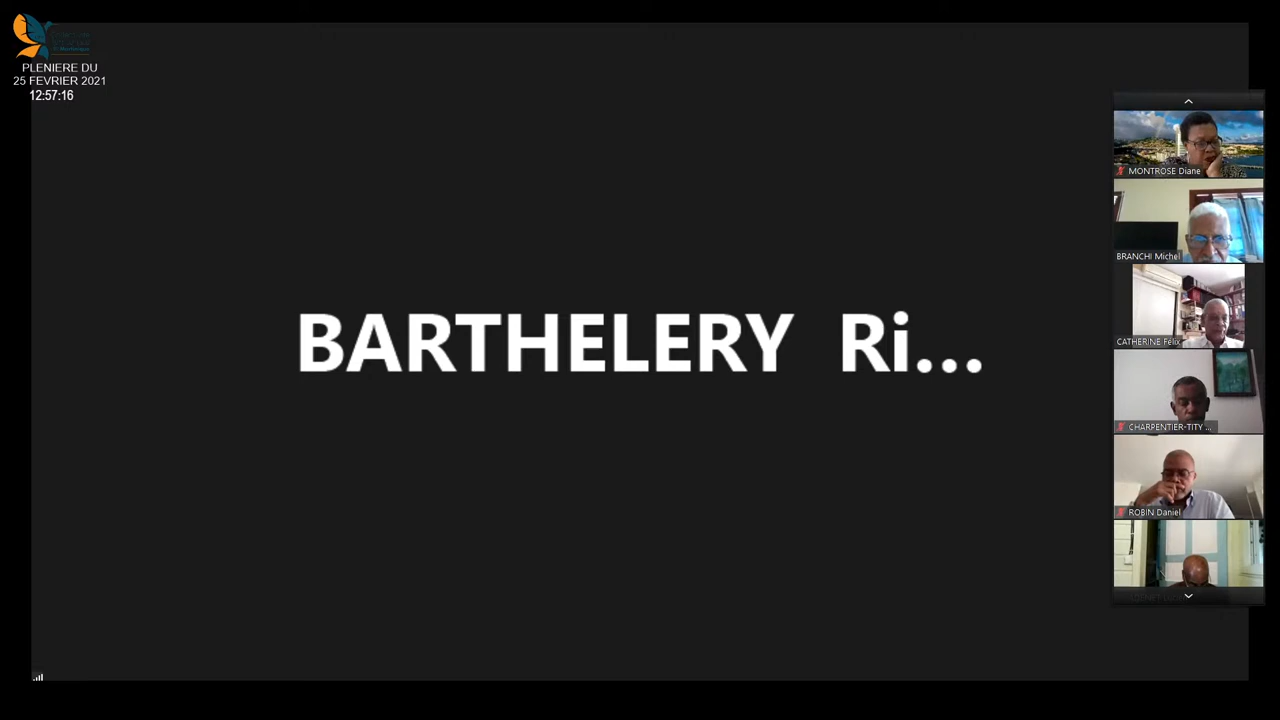 PLENIERE DU
25 FEVRIER 2021
12:57:16
BARTHELERY Ri...
MONTROSE Diane
BRANCHI Michel
CATHERINE Félix
CHARPENTIER-TITY ...
ROBIN Daniel